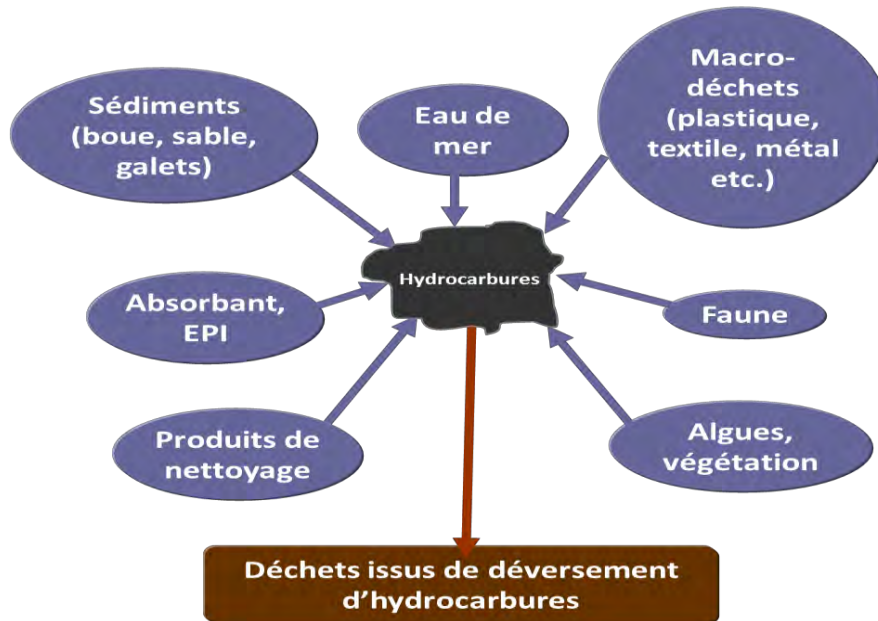 Sédiments
(boue, sable,
galets)
Eau de
mer
Macro-
déchets
(plastique,
textile, métal
etc.)
Hydrocarbures
Absorbant,
EPI
Faune
Produits de
nettoyage
Algues,
végétation
Déchets issus de déversement
d’hydrocarbures